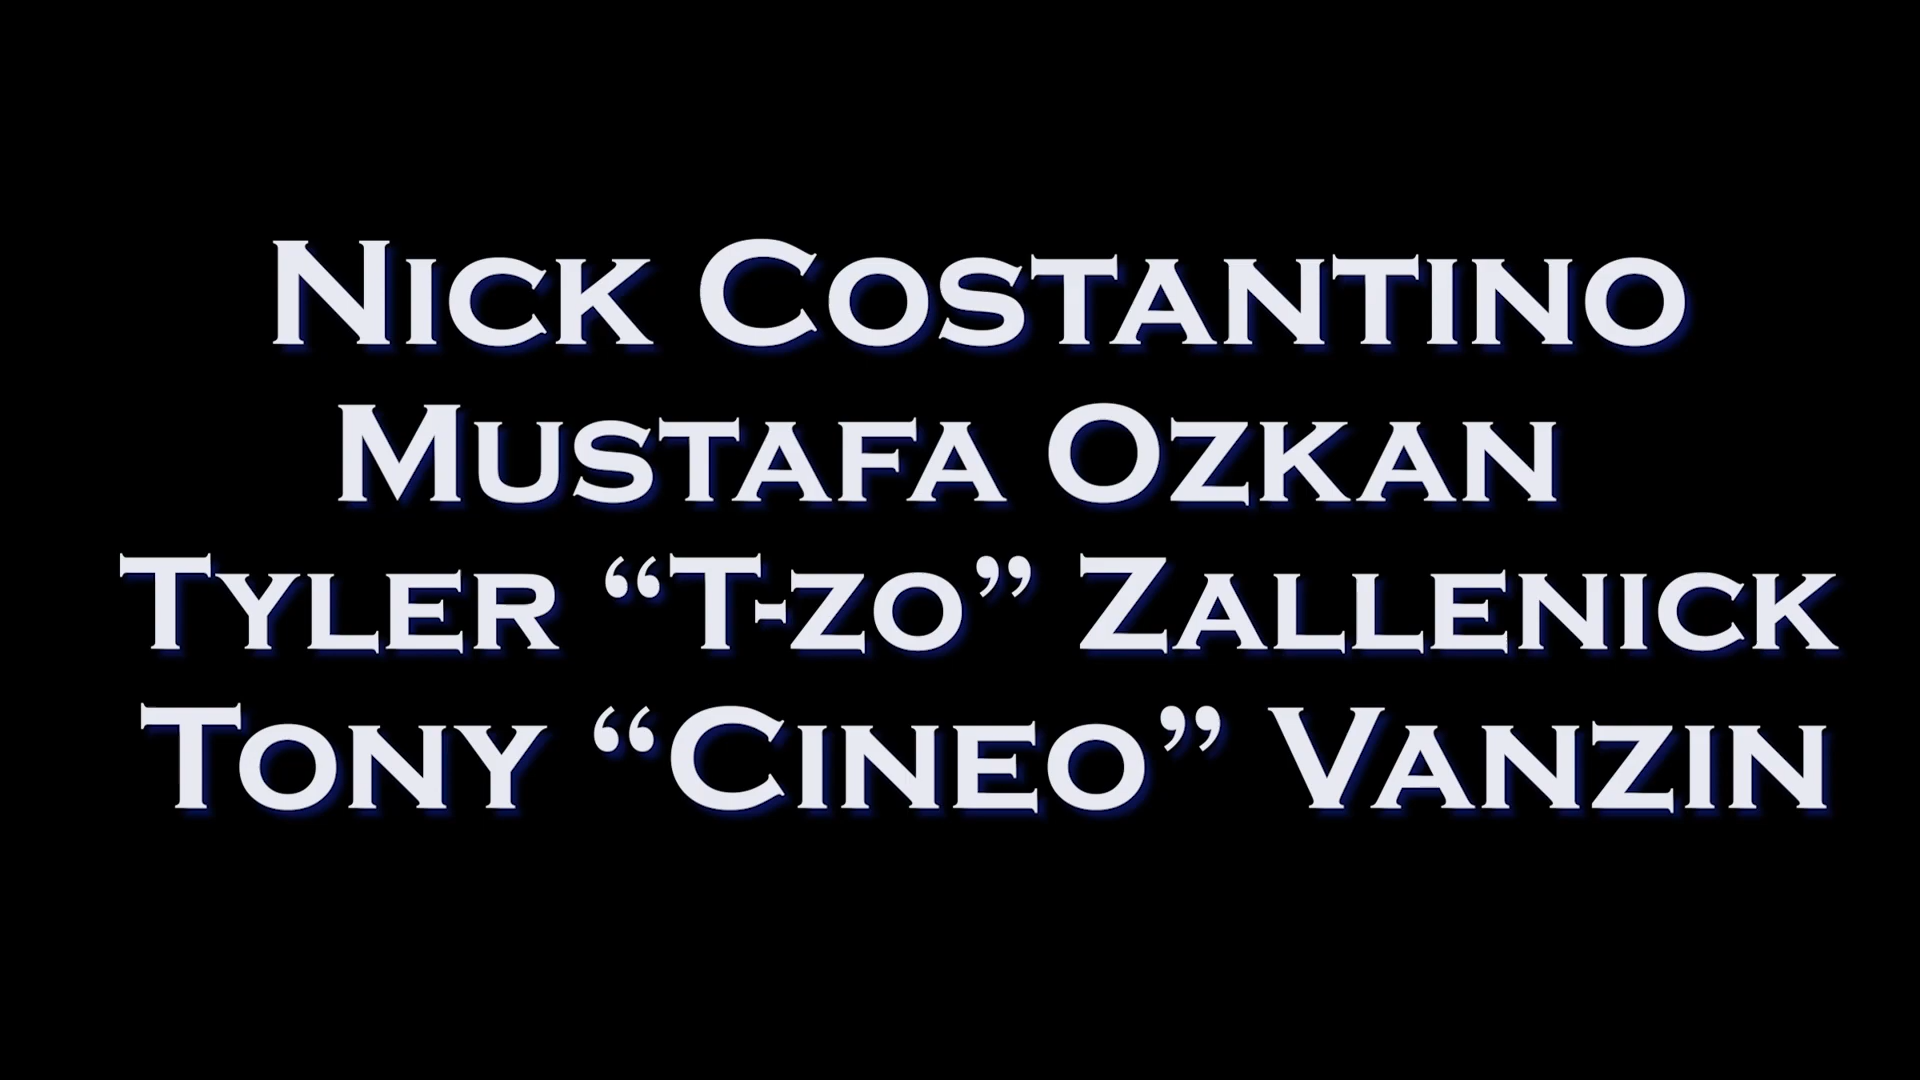 Nick Costantino
Mustafa Ozkan
Tyler “T-zo” Zallenick
Tony “Cineo” Vanzin